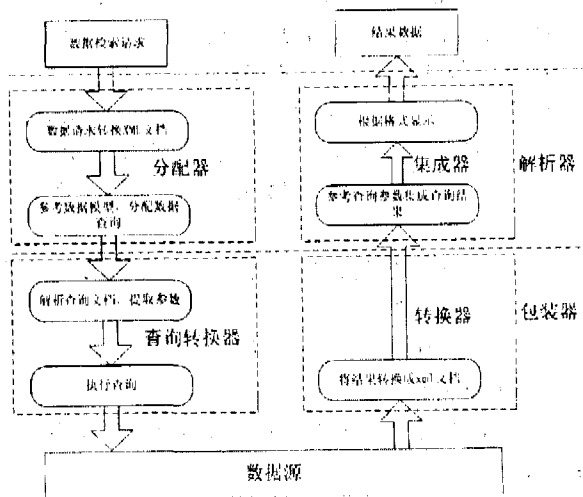 数据检索请求
结果数据
数据请求转换XML文档
分配器
参考数据模型，分配数据
查询
根据格式显示
集成器
解析器
参考查询参数集成查询结
果
解析查询文档，提取参数
查询转换器
执行查询
转换器
包装器
将结果转换成xml文档
数据源